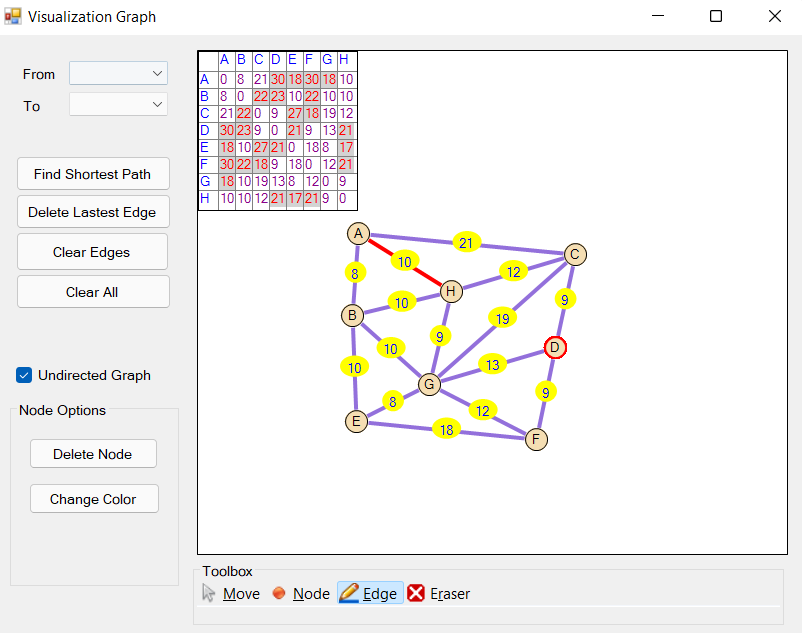 Visualization Graph
From
To
Find Shortest Path
Delete Lastest Edge
Clear Edges
Clear All
Undirected Graph
Node Options
Delete Node
Change Color
A B C D E F G H
A 0 8 21 30 18 30 18 10
B 8 0 22 23 10 22 10 10
C 21 22 0 9 27 18 19 12
D 30 23 9 0 21 9 13 21
E 18 10 27 21 0 18 8 17
F 30 22 18 9 18 0 12 21
G 18 10 19 13 8 12 0 9
H 10 10 12 21 17 21 9 0
A
21
C
10
8
12
H
10
9
B
19
9
10
D
13
10
G
9
8
12
E
18
F
Toolbox
Move Node Edge Eraser